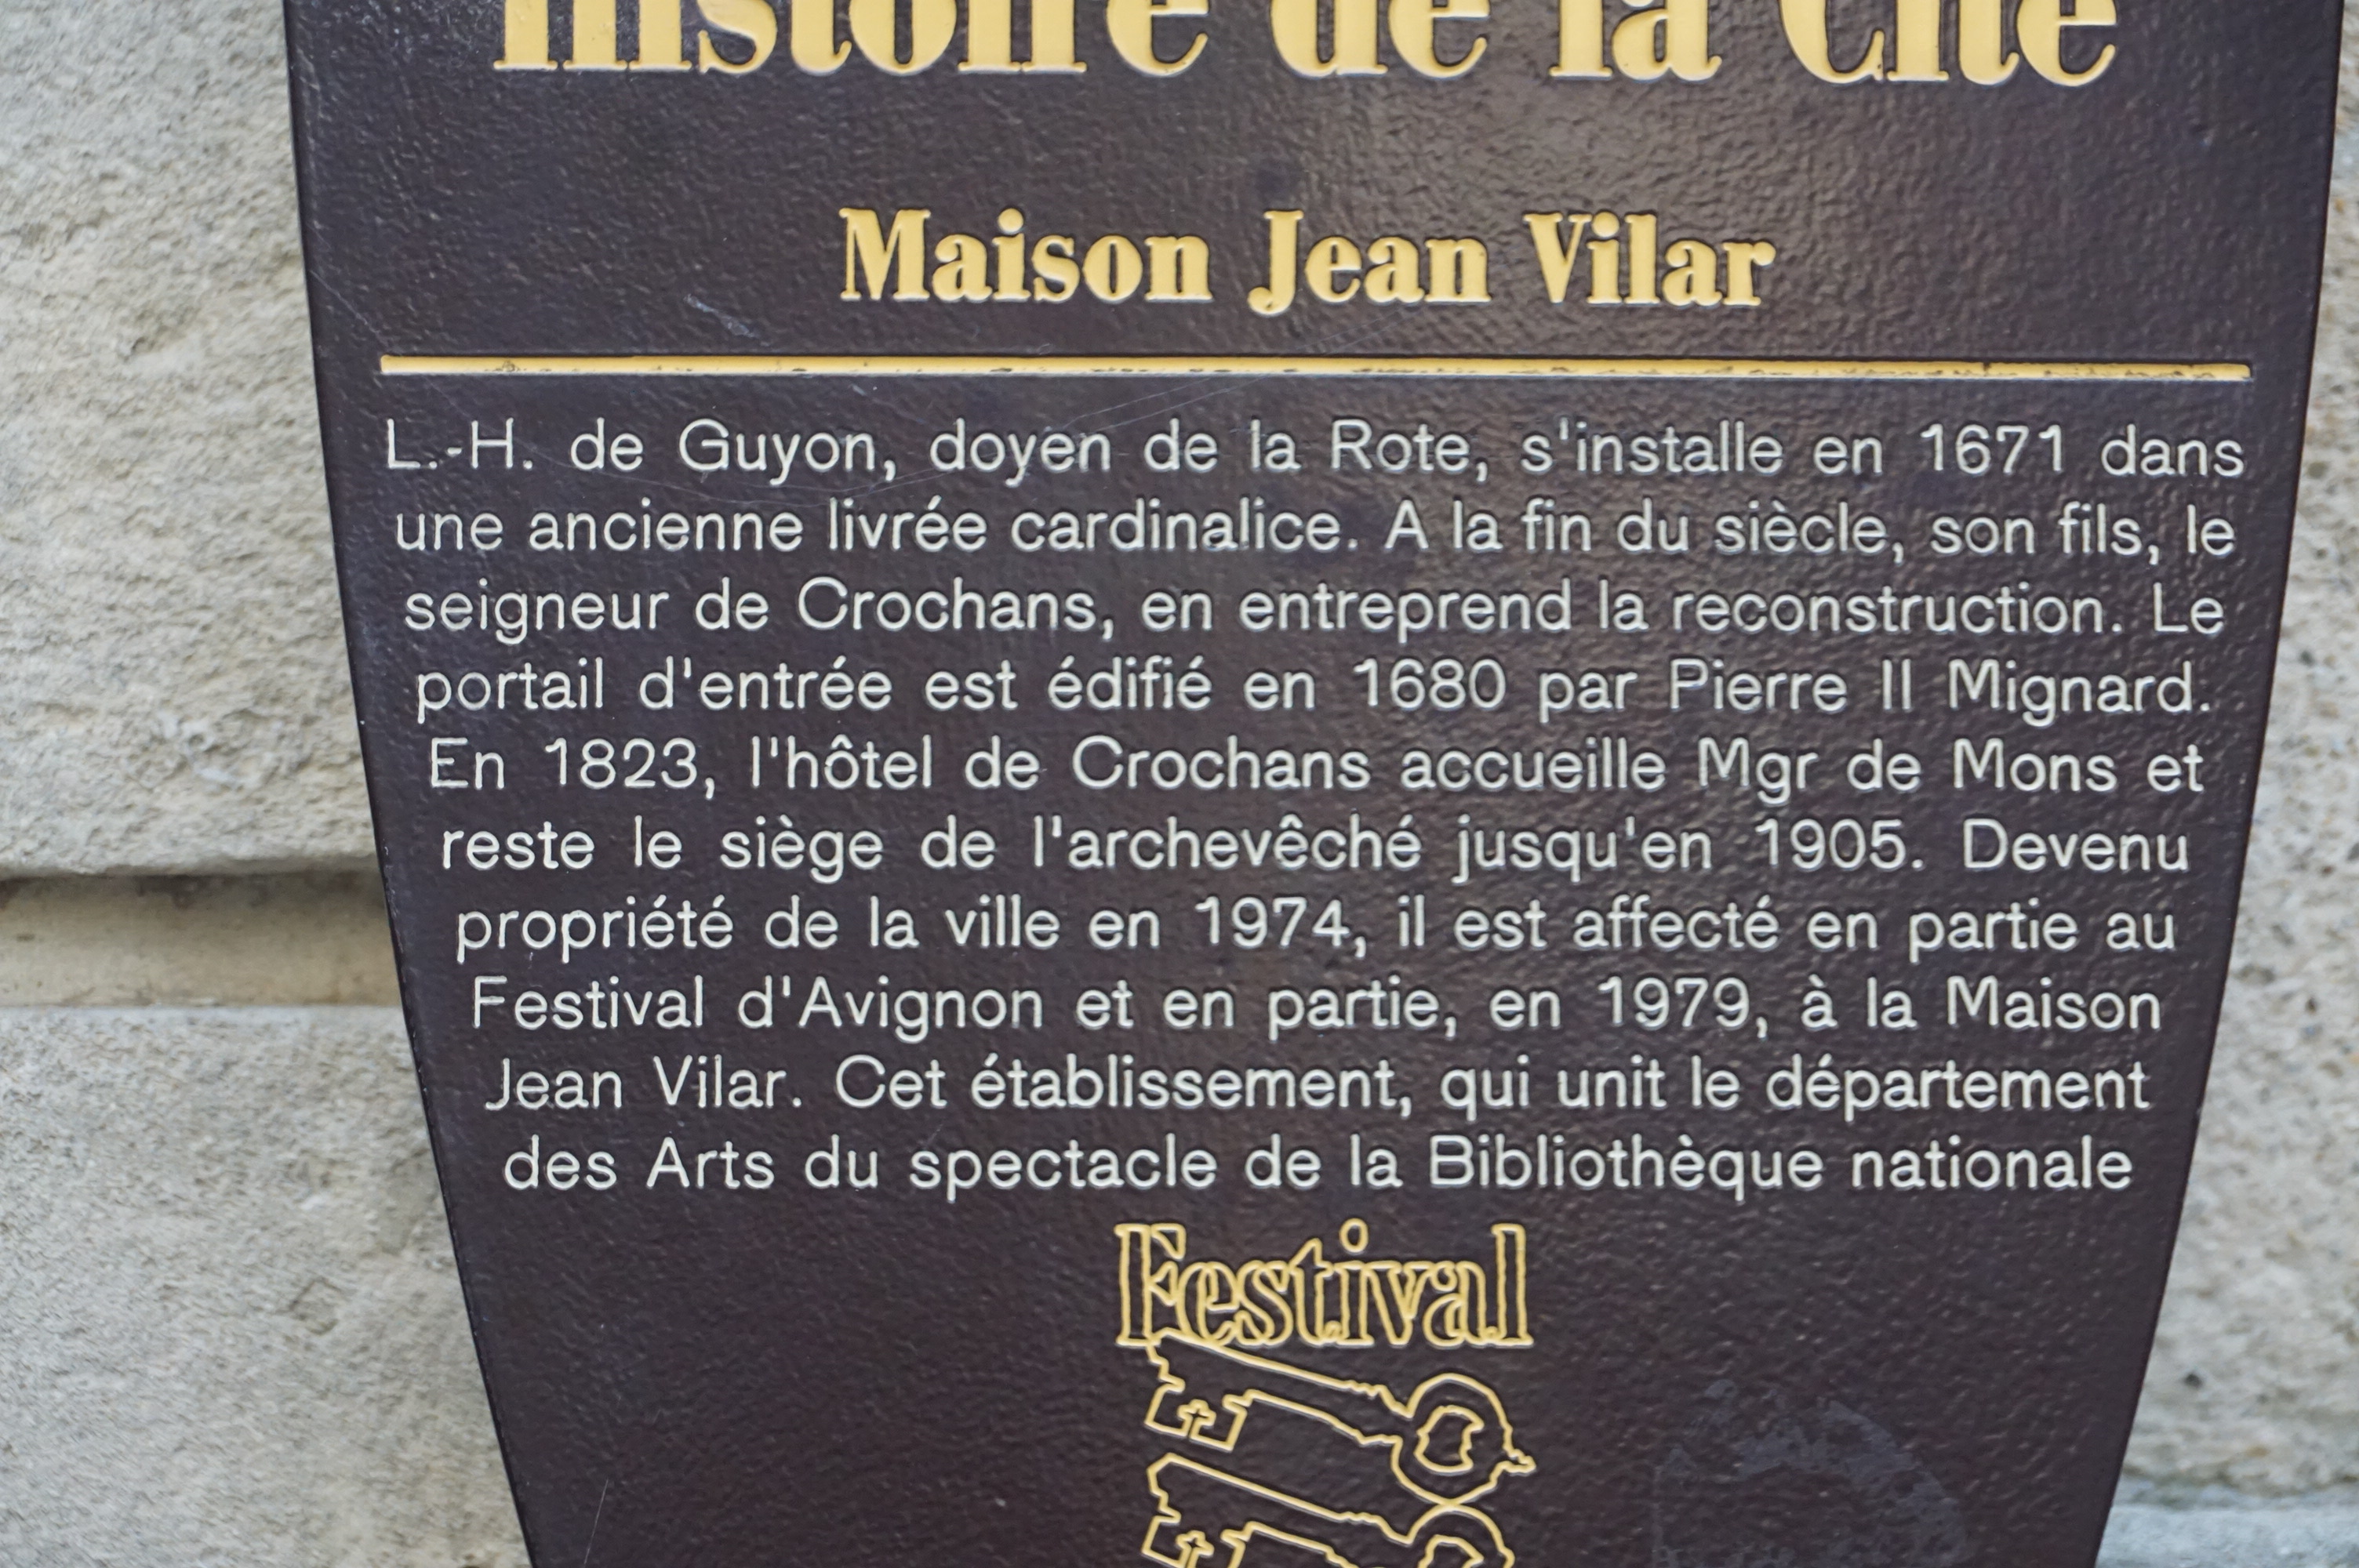 Histoire de la Cité
Maison Jean Vilar
L.-H. de Guyon, doyen de la Rote, s'installe en 1671 dans
une ancienne livrée cardinalice. A la fin du siècle, son fils, le
seigneur de Crochans, en entreprend la reconstruction. Le
portail d'entrée est édifié en 1680 par Pierre II Mignard.
En 1823, l'hôtel de Crochans accueille Mgr de Mons et
reste le siège de l'archevêché jusqu'en 1905. Devenu
propriété de la ville en 1974, il est affecté en partie au
Festival d'Avignon et en partie, en 1979, à la Maison
Jean Vilar. Cet établissement, qui unit le département
des Arts du spectacle de la Bibliothèque nationale
Festival